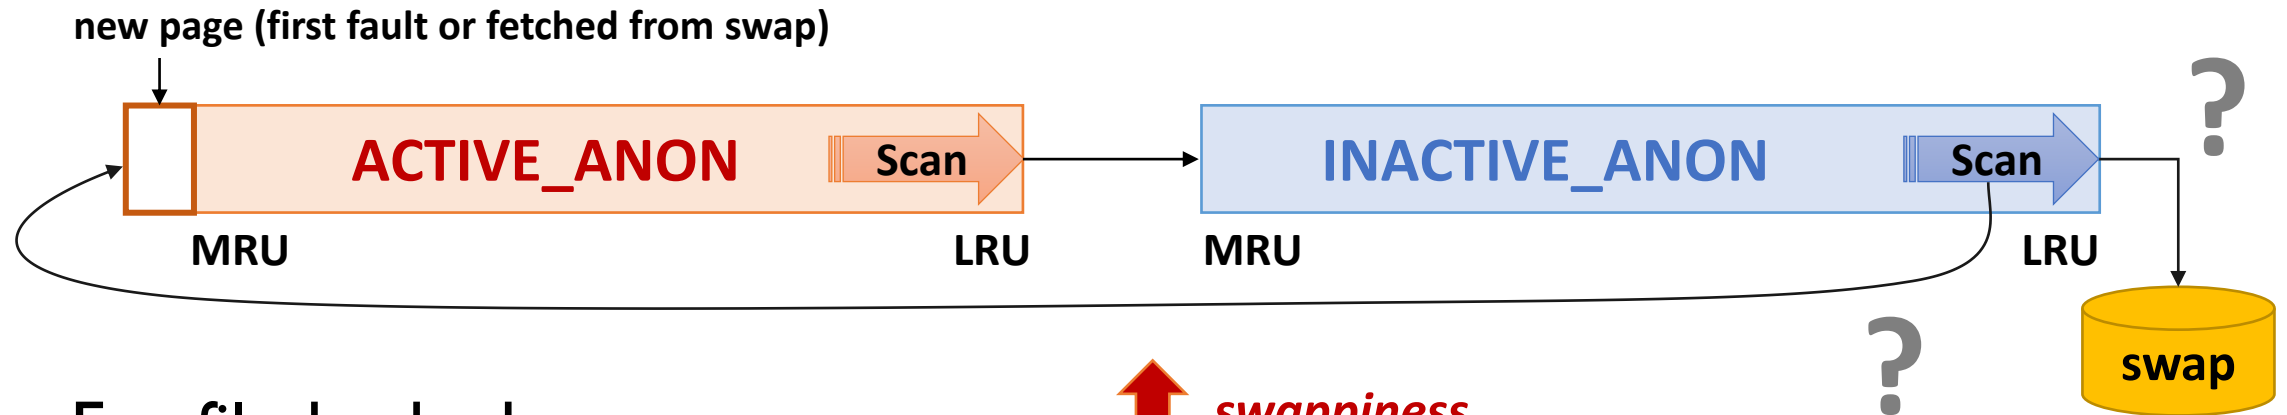 new page (first fault or fetched from swap)
?
ACTIVE_ANON
Scan
INACTIVE_ANON
Scan
MRU
LRU
MRU
LRU
?
swap
swappiness